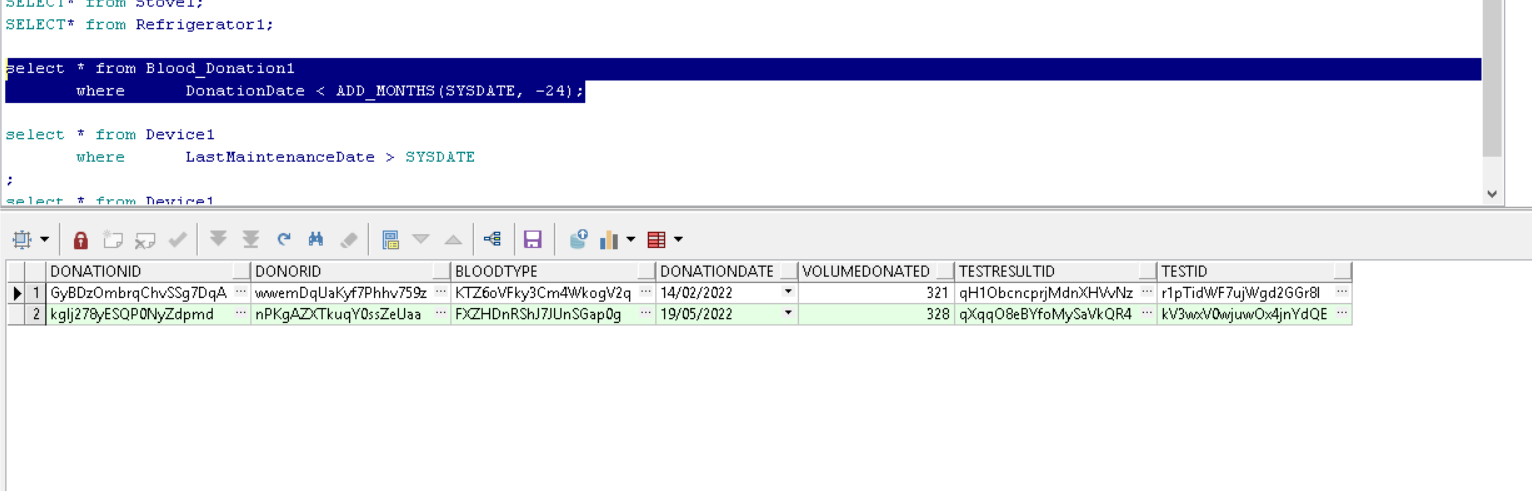 SELECT* from Stove1;
SELECT* from Refrigerator1;
select * from Blood_Donation1
where DonationDate < ADD_MONTHS(SYSDATE, -24);
select * from Device1
where LastMaintenanceDate > SYSDATE
;
select * from Device1
DONATIONID DONORID BLOODTYPE DONATIONDATE VOLUMEDONATED TESTRESULTID TESTID
1 GyBDzOmbrqChvSSg7DqA ... wwemDqUaKyf7Phhv759z ... KTZ6oVFky3Cm4WkogV2q ... 14/02/2022 321 qH1ObcncprjMdnXHVvNz ... r1pTidWF7ujWgd2GGr8l ...
2 kglj278yESQP0NyZdpmd ... nPKgAZXTkuqY0ssZeUaa ... FXZHDnRShJ7JUnSGap0g ... 19/05/2022 328 qXqqO8eBYfoMySaVkQR4 ... kV3wxV0wjuwOx4jnYdQE ...